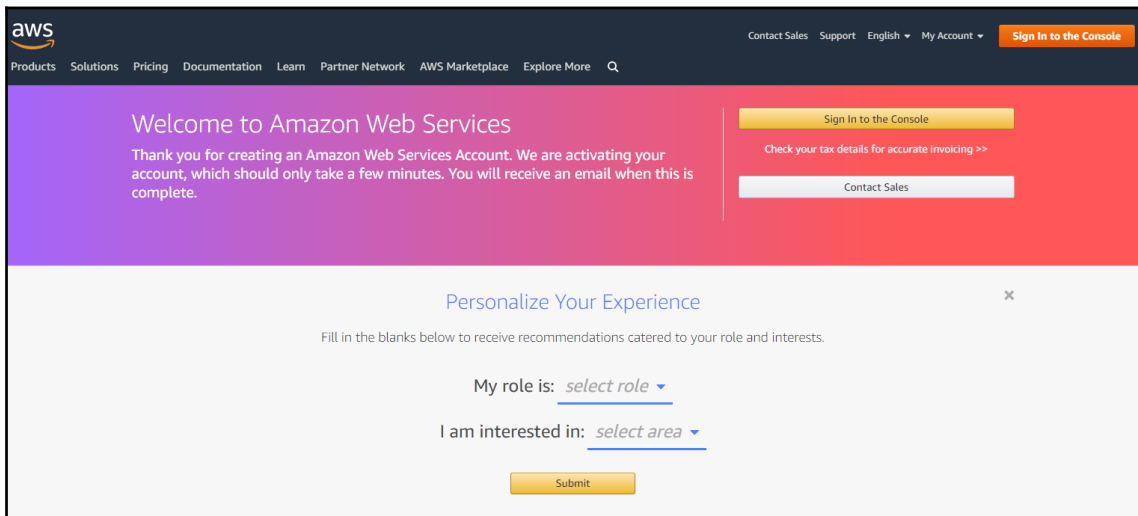 aws
Contact Sales Support English My Account Sign In to the Console
Products Solutions Pricing Documentation Learn Partner Network AWS Marketplace Explore More
Welcome to Amazon Web Services
Thank you for creating an Amazon Web Services Account. We are activating your
account, which should only take a few minutes. You will receive an email when this is
complete.
Sign In to the Console
Check your tax details for accurate invoicing >>
Contact Sales
Personalize Your Experience
Fill in the blanks below to receive recommendations catered to your role and interests.
My role is: select role
I am interested in: select area
Submit